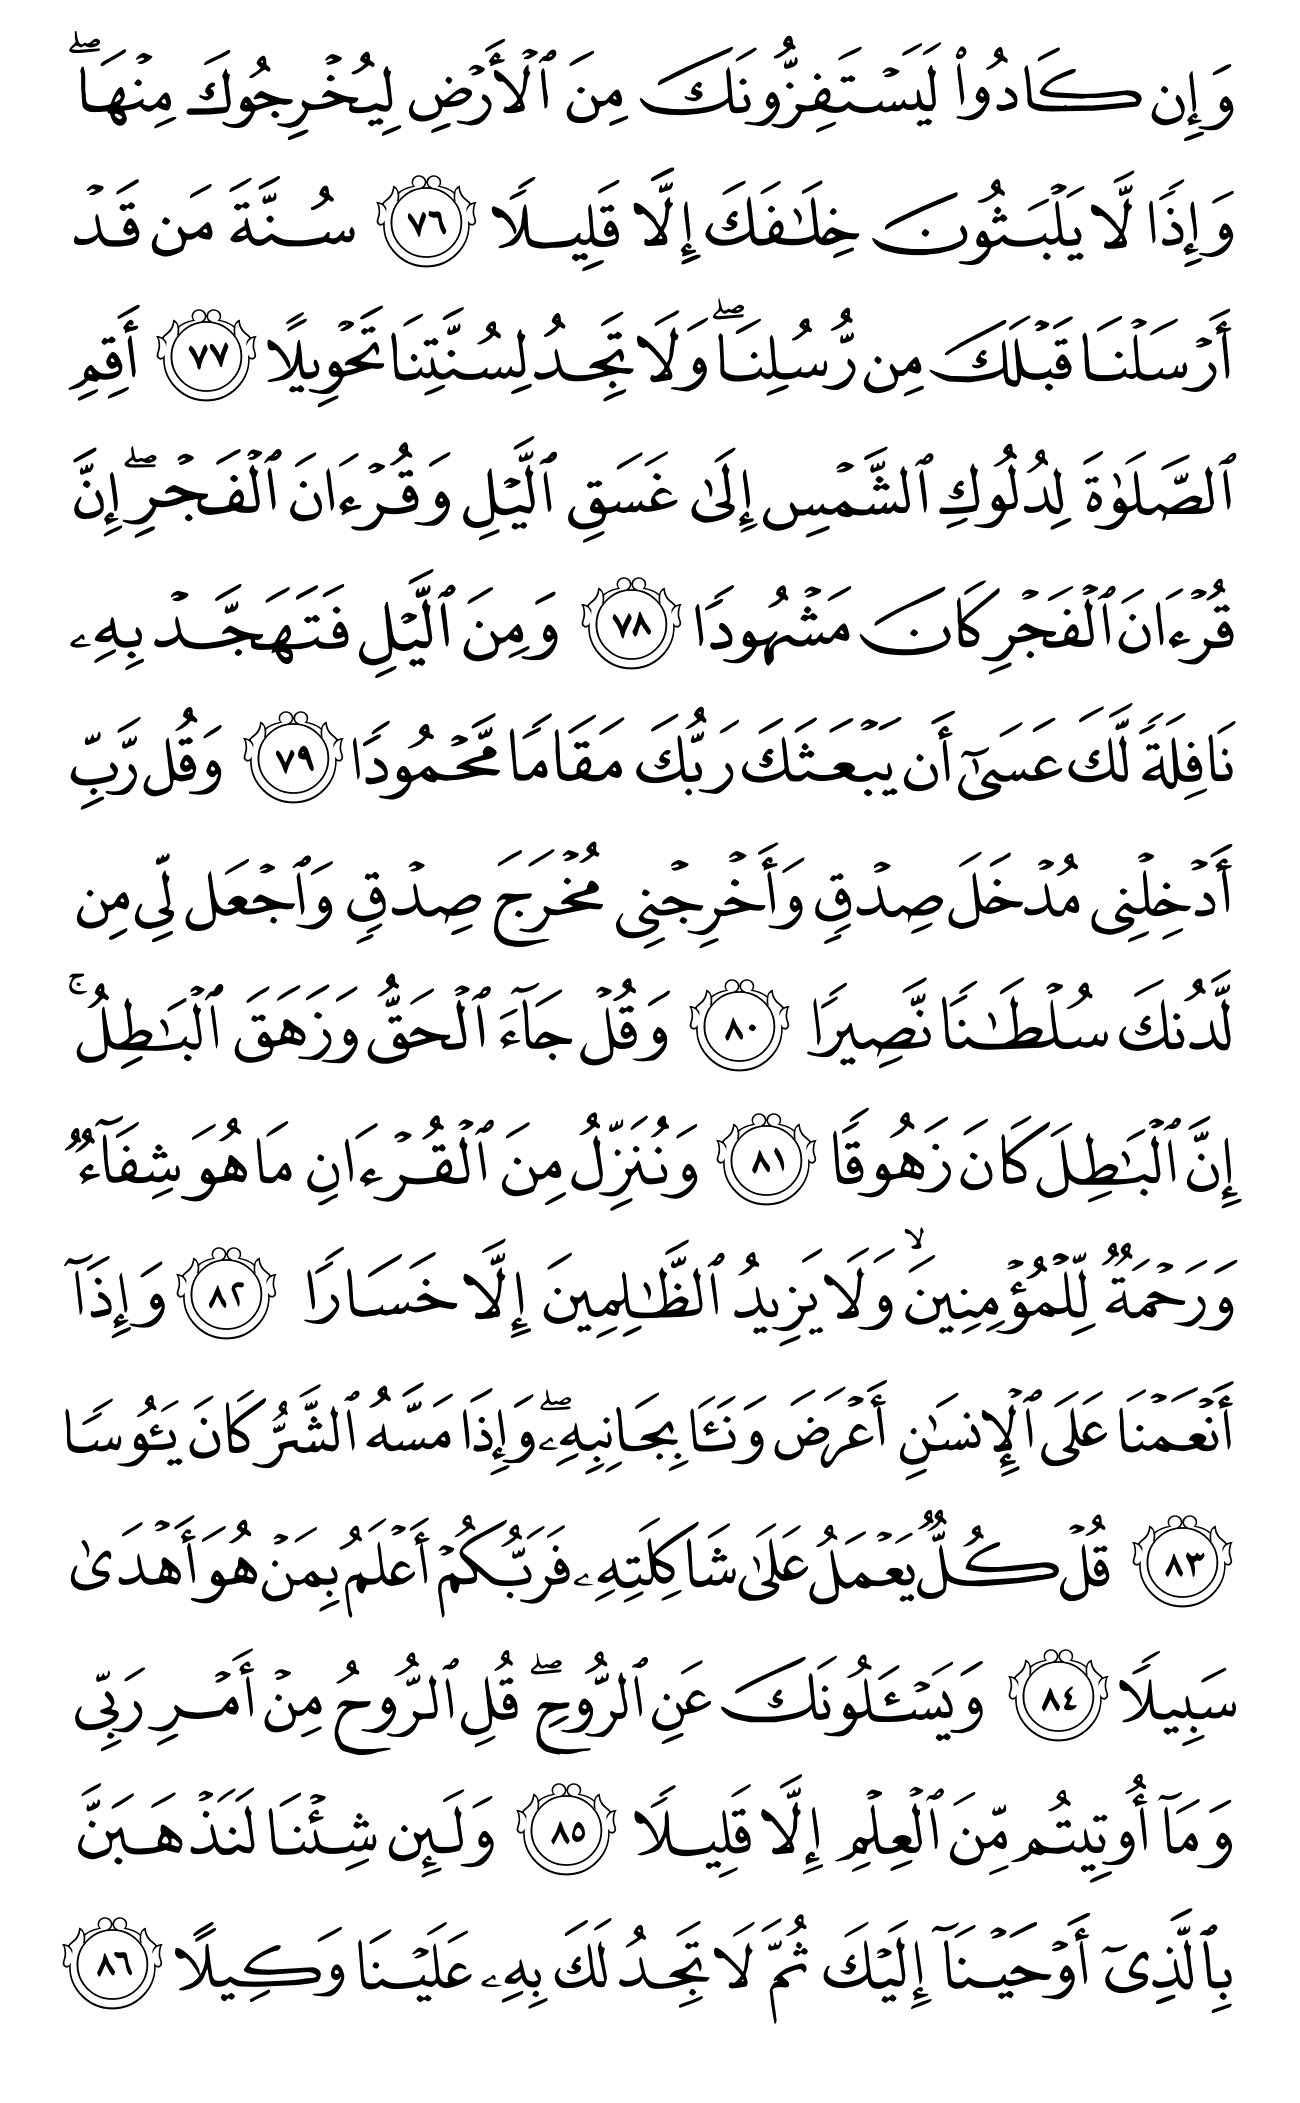 وَإِن كَادُوا۟ لَيَسْتَفِزُّونَكَ مِنَ ٱلْأَرْضِ لِيُخْرِجُوكَ مِنْهَا ۖ
وَإِذًا لَّا يَلْبَثُونَ خِلَـٰفَكَ إِلَّا قَلِيلًا ٧٦ سُنَّةَ مَن قَدْ
أَرْسَلْنَا قَبْلَكَ مِن رُّسُلِنَا ۖ وَلَا تَجِدُ لِسُنَّتِنَا تَحْوِيلًا ٧٧ أَقِمِ
ٱلصَّلَوٰةَ لِدُلُوكِ ٱلشَّمْسِ إِلَىٰ غَسَقِ ٱلَّيْلِ وَقُرْءَانَ ٱلْفَجْرِ ۖ إِنَّ
قُرْءَانَ ٱلْفَجْرِ كَانَ مَشْهُودًا ٧٨ وَمِنَ ٱلَّيْلِ فَتَهَجَّدْ بِهِۦ
نَافِلَةً لَّكَ عَسَىٰٓ أَن يَبْعَثَكَ رَبُّكَ مَقَامًا مَّحْمُودًا ٧٩ وَقُل رَّبِّ
أَدْخِلْنِى مُدْخَلَ صِدْقٍ وَأَخْرِجْنِى مُخْرَجَ صِدْقٍ وَٱجْعَل لِّى مِن
لَّدُنكَ سُلْطَـٰنًا نَّصِيرًا ٨٠ وَقُلْ جَآءَ ٱلْحَقُّ وَزَهَقَ ٱلْبَـٰطِلُ ۚ
إِنَّ ٱلْبَـٰطِلَ كَانَ زَهُوقًا ٨١ وَنُنَزِّلُ مِنَ ٱلْقُرْءَانِ مَا هُوَ شِفَآءٌ
وَرَحْمَةٌ لِّلْمُؤْمِنِينَ ۙ وَلَا يَزِيدُ ٱلظَّـٰلِمِينَ إِلَّا خَسَارًا ٨٢ وَإِذَآ
أَنْعَمْنَا عَلَى ٱلْإِنسَـٰنِ أَعْرَضَ وَنَـَٔا بِجَانِبِهِۦ ۖ وَإِذَا مَسَّهُ ٱلشَّرُّ كَانَ يَـُٔوسًا
٨٣ قُلْ كُلٌّ يَعْمَلُ عَلَىٰ شَاكِلَتِهِۦ فَرَبُّكُمْ أَعْلَمُ بِمَنْ هُوَ أَهْدَىٰ
سَبِيلًا ٨٤ وَيَسْـَٔلُونَكَ عَنِ ٱلرُّوحِ ۖ قُلِ ٱلرُّوحُ مِنْ أَمْرِ رَبِّى
وَمَآ أُوتِيتُم مِّنَ ٱلْعِلْمِ إِلَّا قَلِيلًا ٨٥ وَلَئِن شِئْنَا لَنَذْهَبَنَّ
بِٱلَّذِىٓ أَوْحَيْنَآ إِلَيْكَ ثُمَّ لَا تَجِدُ لَكَ بِهِۦ عَلَيْنَا وَكِيلًا ٨٦